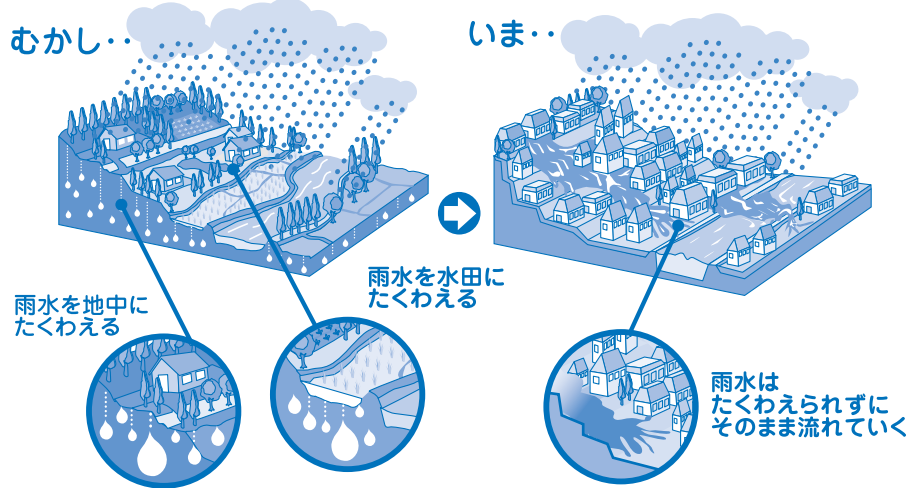 むかし・・
いま・・
雨水を地中に
たくわえる
雨水を水田に
たくわえる
雨水は
たくわえられずに
そのまま流れていく